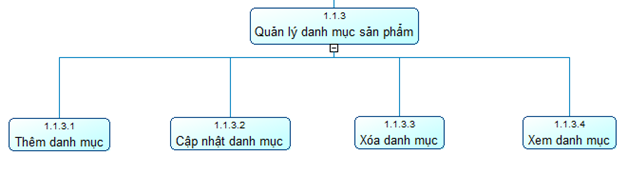 1.1.3
Quản lý danh mục sản phẩm
1.1.3.1
Thêm danh mục
1.1.3.2
Cập nhật danh mục
1.1.3.3
Xóa danh mục
1.1.3.4
Xem danh mục